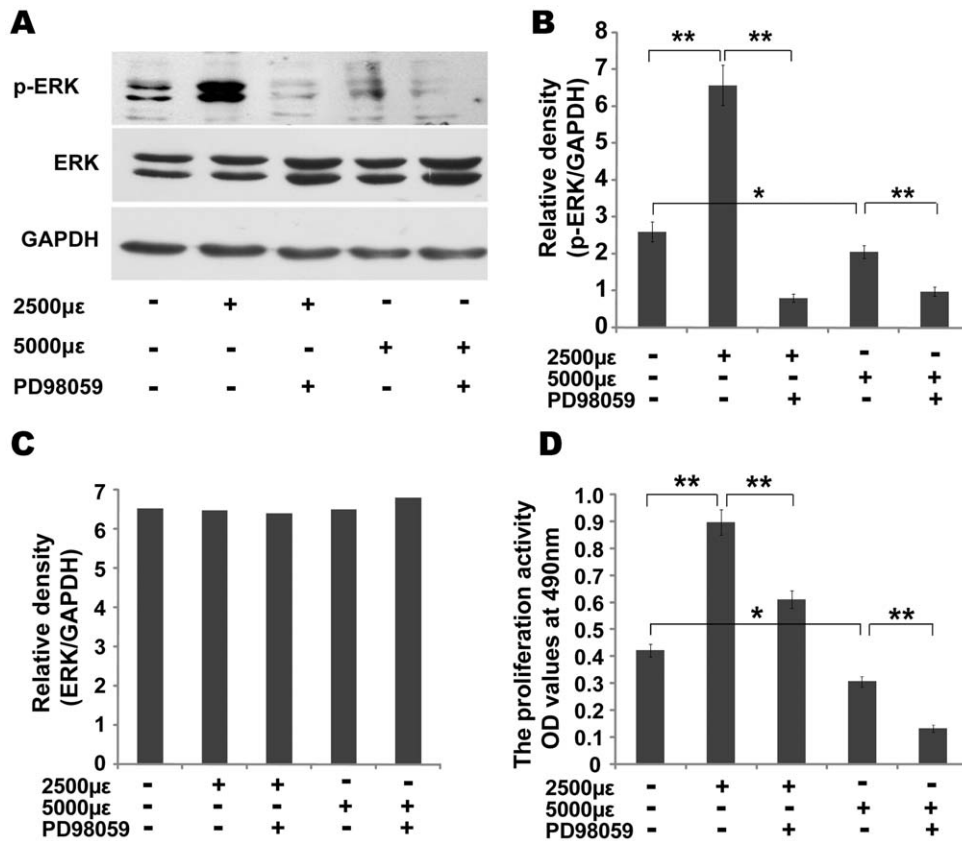 A
p-ERK
ERK
GAPDH
2500µε - + + - -
5000µε - - - + +
PD98059 - - + - +
B
Relative density
(p-ERK/GAPDH)
8
7
6
5
4
3
2
1
0
** **
* **
2500µε - + + - -
5000µε - - - + +
PD98059 - - + - +
C
Relative density
(ERK/GAPDH)
7
6
5
4
3
2
1
0
2500µε - + + - -
5000µε - - - + +
PD98059 - - + - +
D
The proliferation activity
OD values at 490nm
1.0
0.9
0.8
0.7
0.6
0.5
0.4
0.3
0.2
0.1
0
** **
* **
2500µε - + + - -
5000µε - - - + +
PD98059 - - + - +